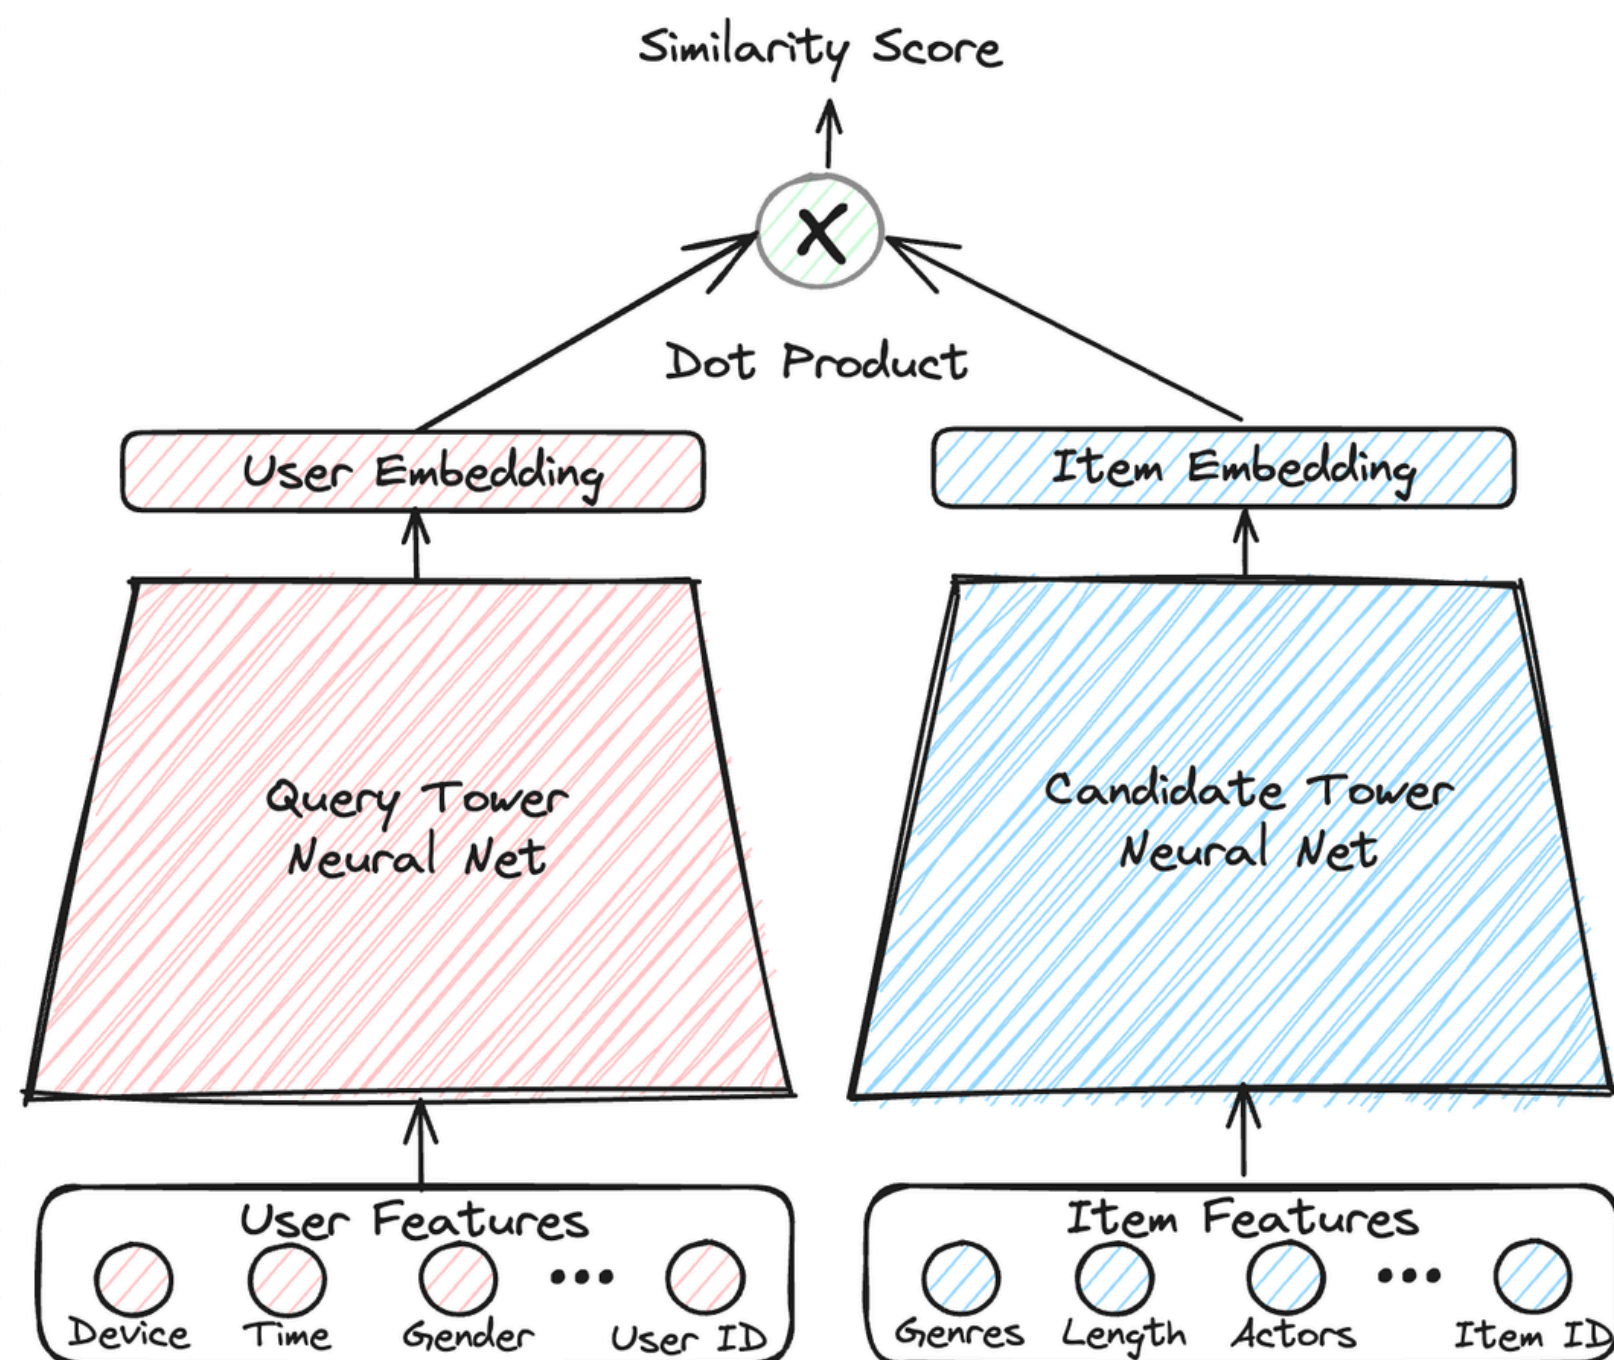 Similarity Score
X
Dot Product
User Embedding
Item Embedding
Query Tower
Neural Net
Candidate Tower
Neural Net
User Features
Device Time Gender ... User ID
Item Features
Genres Length Actors ... Item ID